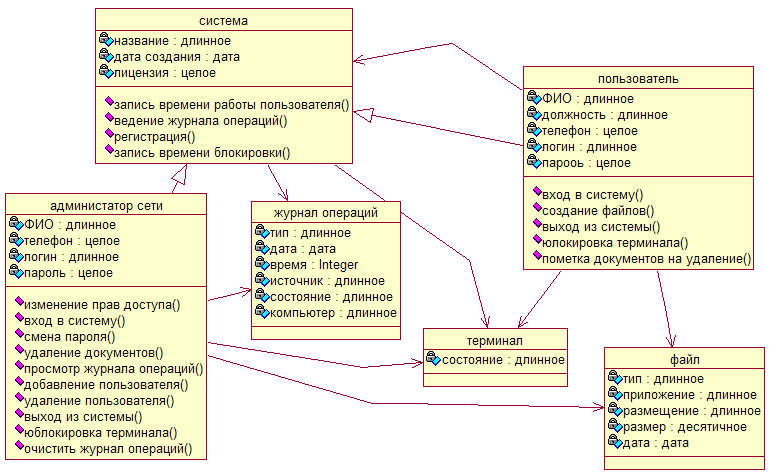 система
название : длинное
дата создания : дата
лицензия : целое
запись времени работы пользователя()
ведение журнала операций()
регистрация()
запись времени блокировки()
пользователь
ФИО : длинное
должность : длинное
телефон : целое
логин : длинное
парооь : целое
вход в систему()
создание файлов()
выход из системы()
юлокировка терминала()
пометка документов на удаление()
администатор сети
ФИО : длинное
телефон : целое
логин : длинное
пароль : целое
изменение прав доступа()
вход в систему()
смена пароля()
удаление документов()
просмотр журнала операций()
добавление пользователя()
удаление пользователя()
выход из системы()
юблокировка терминала()
очистить журнал операций()
журнал операций
тип : длинное
дата : дата
время : Integer
источник : длинное
состояние : длинное
компьютер : длинное
терминал
состояние : длинное
файл
тип : длинное
приложение : длинное
размещение : длинное
размер : десятичное
дата : дата